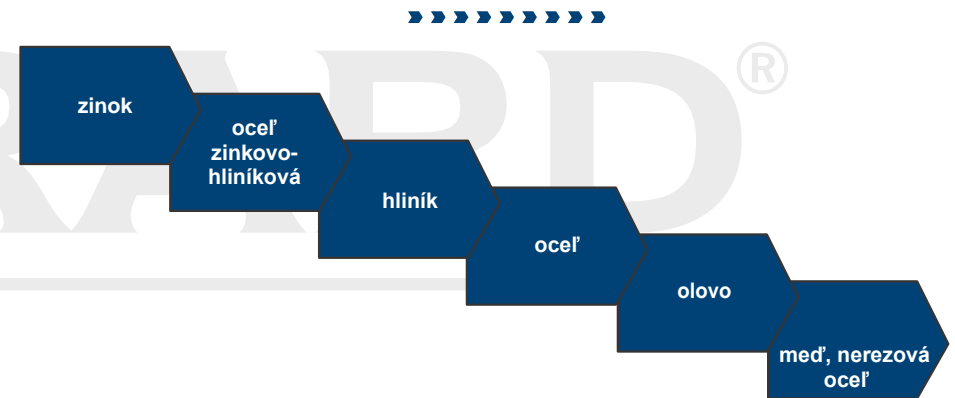 zinok
oceľ
zinkovo-
hliníková
hliník
oceľ
olovo
meď, nerezová
oceľ
®